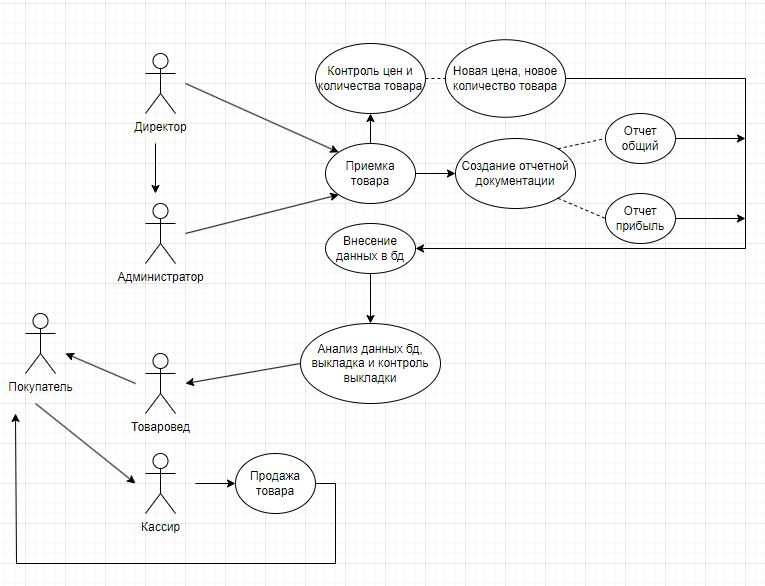 Контроль цен и
количества товара
Новая цена, новое
количество товара
Директор
Отчет
общий
Приемка
товара
Создание отчетной
документации
Отчет
прибыль
Администратор
Внесение
данных в бд
Анализ данных бд,
выкладка и контроль
выкладки
Покупатель
Товаровед
Продажа
товара
Кассир